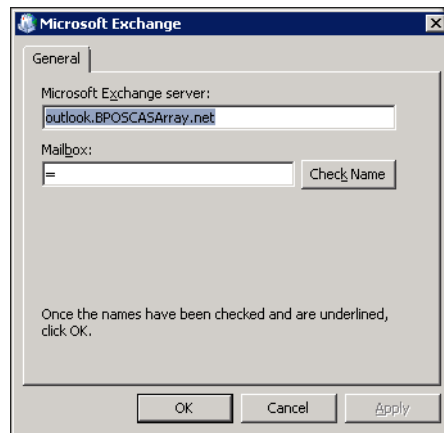 Microsoft Exchange
General
Microsoft Exchange server:
outlook.BPOSCASArray.net
Mailbox:
=
Check Name
Once the names have been checked and are underlined,
click OK.
OK
Cancel
Apply